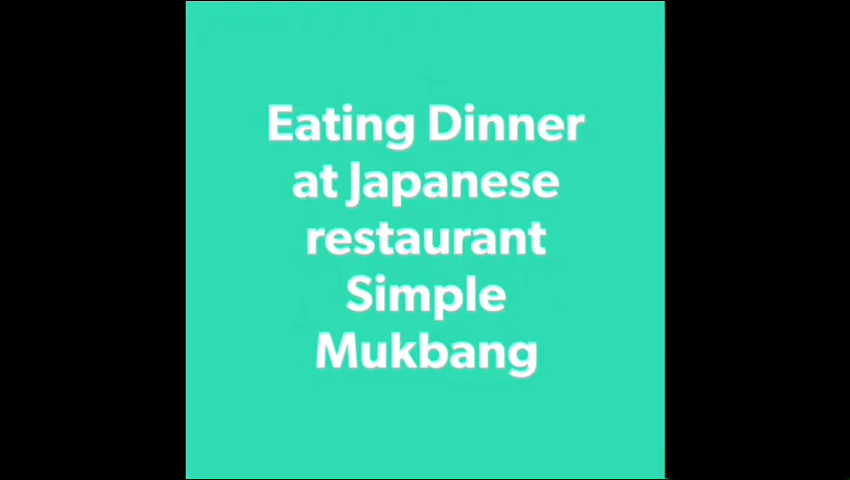 Eating Dinner
at Japanese
restaurant
Simple
Mukbang